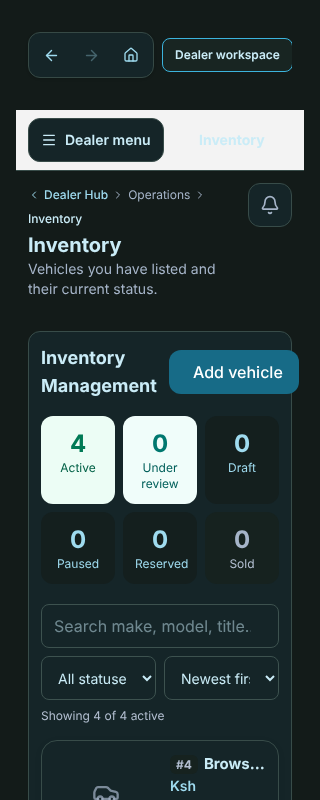 Dealer workspace
Dealer menu
Inventory
Dealer Hub
Operations
Inventory
Inventory
Vehicles you have listed and
their current status.
Inventory
Management
Add vehicle
4
Active
0
Under
review
0
Draft
0
Paused
0
Reserved
0
Sold
Search make, model, title.
All statuse
Newest fir
Showing 4 of 4 active
#4 Brows...
Ksh